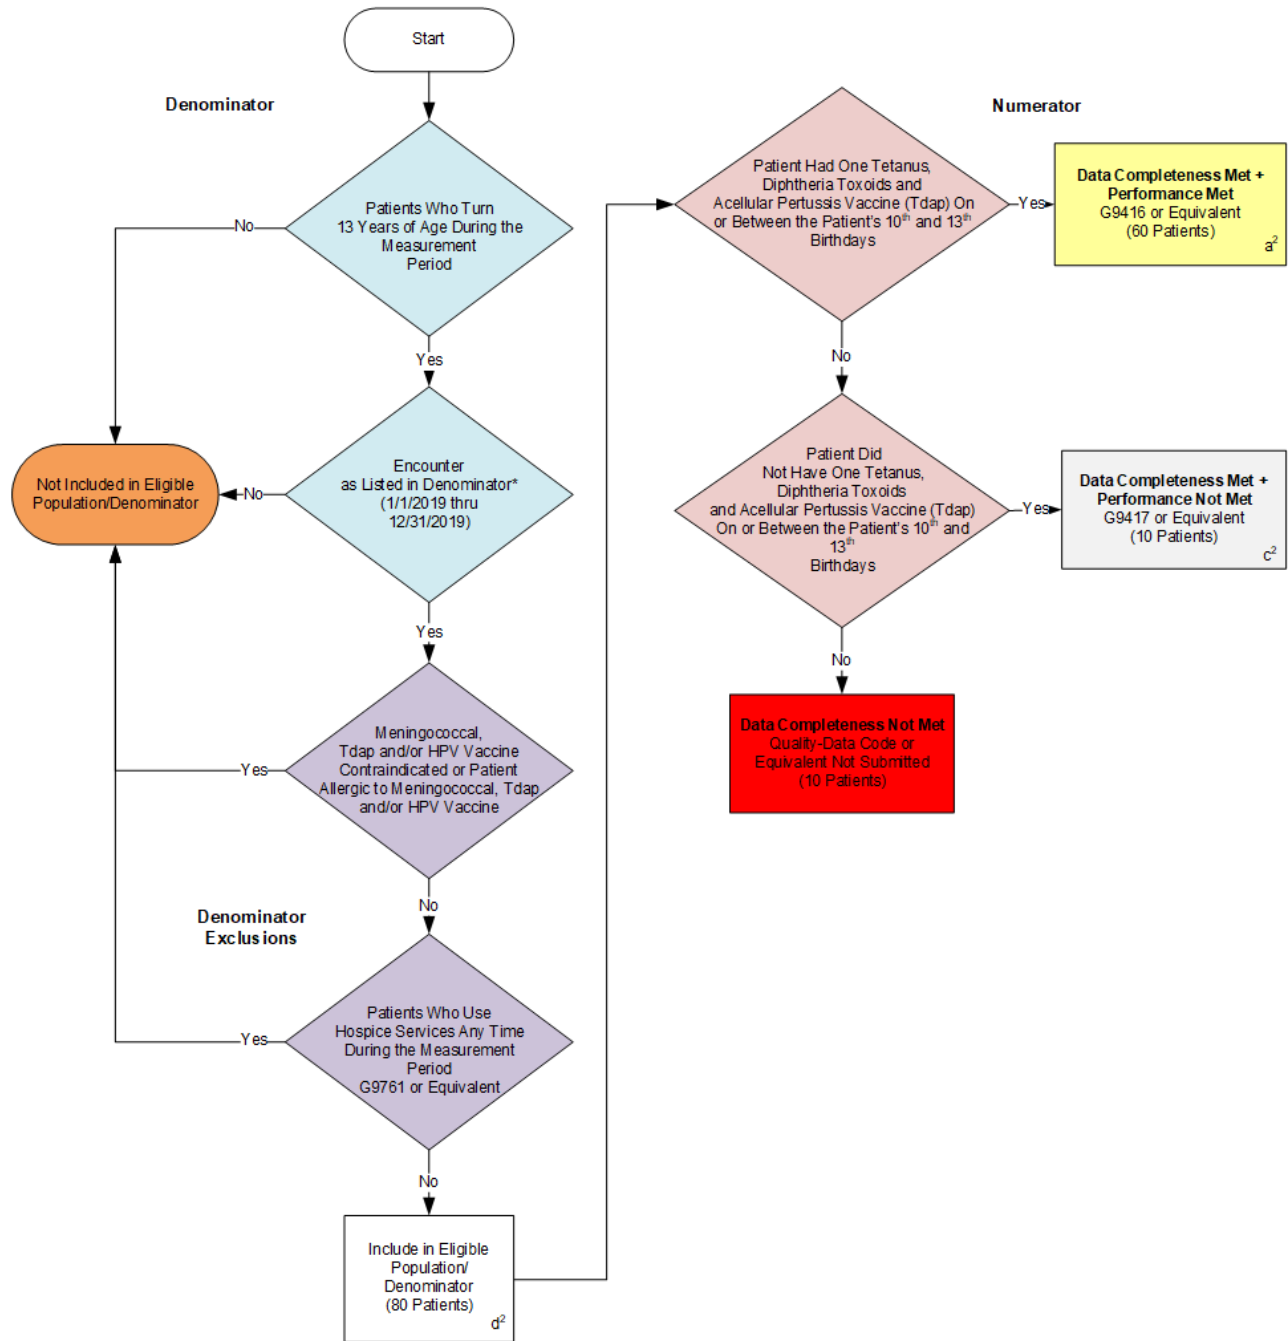 Start
Denominator
Patients Who Turn
13 Years of Age During the
Measurement
Period
No
Yes
Encounter
as Listed in Denominator*
(1/1/2019 thru
12/31/2019)
No
Not Included in Eligible
Population/Denominator
Yes
Meningococcal,
Tdap and/or HPV Vaccine
Contraindicated or Patient
Allergic to Meningococcal, Tdap
and/or HPV Vaccine
Yes
No
Denominator
Exclusions
Patients Who Use
Hospice Services Any Time
During the Measurement
Period
G9761 or Equivalent
Yes
No
Include in Eligible
Population/
Denominator
(80 Patients)
d²
Numerator
Patient Had One Tetanus,
Diphtheria Toxoids and
Acellular Pertussis Vaccine (Tdap) On
or Between the Patient's 10th and 13th
Birthdays
Yes
Data Completeness Met +
Performance Met
G9416 or Equivalent
(60 Patients)
a²
No
Patient Did
Not Have One Tetanus,
Diphtheria Toxoids
and Acellular Pertussis Vaccine (Tdap)
On or Between the Patient's 10th and
13th
Birthdays
Yes
Data Completeness Met +
Performance Not Met
G9417 or Equivalent
(10 Patients)
c²
No
Data Completeness Not Met
Quality-Data Code or
Equivalent Not Submitted
(10 Patients)